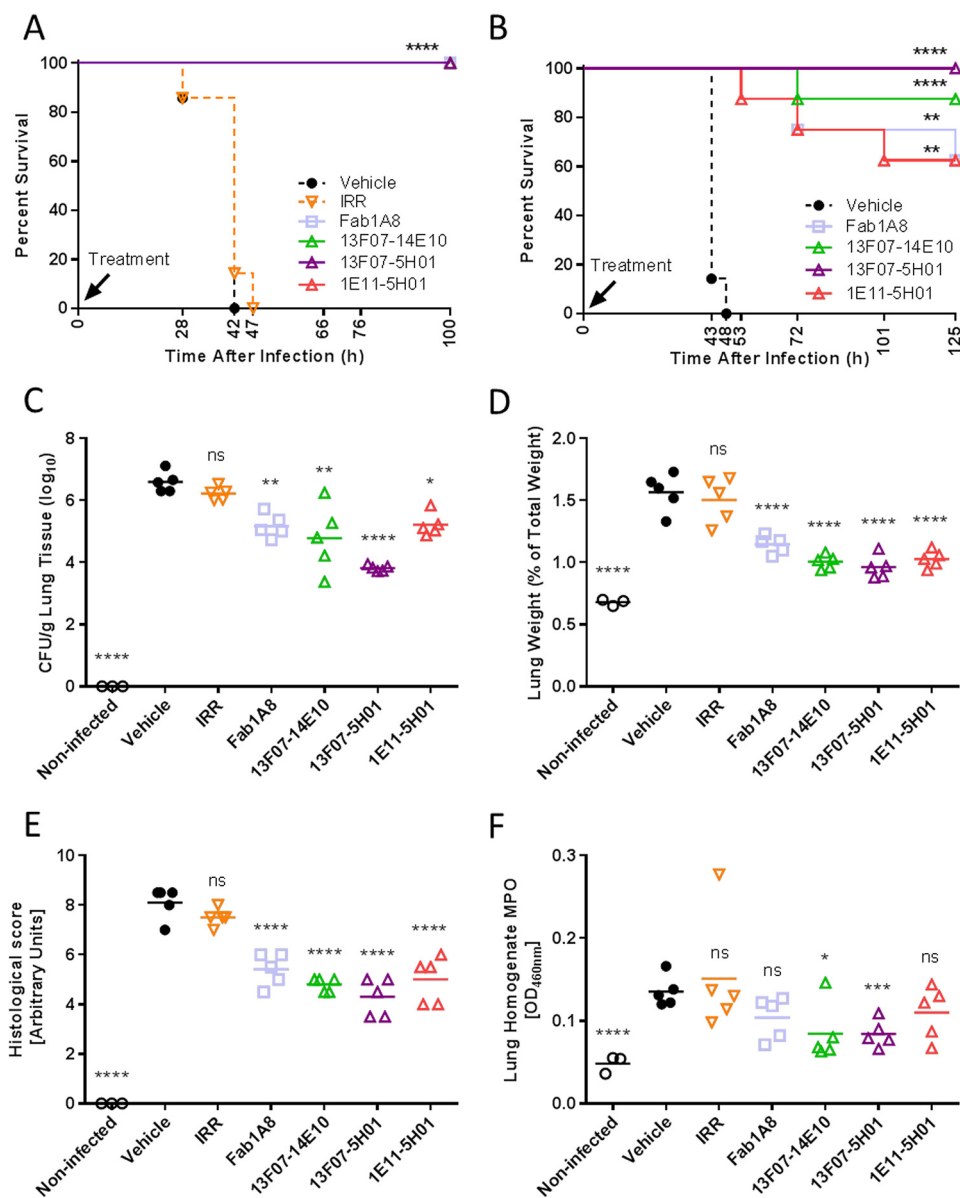 A
****
100
80
60
40
20
0
Percent Survival
Vehicle
IRR
Fab1A8
13F07-14E10
13F07-5H01
1E11-5H01
Treatment
0
28
42
47
66
76
100
Time After Infection (h)
B
****
****
**
**
100
80
60
40
20
0
Percent Survival
Vehicle
Fab1A8
13F07-14E10
13F07-5H01
1E11-5H01
Treatment
0
43
48
53
72
101
125
Time After Infection (h)
C
8
6
4
2
0
CFU/g Lung Tissue (log10)
****
ns
**
**
****
*
Non-infected
Vehicle
IRR
Fab1A8
13F07-14E10
13F07-5H01
1E11-5H01
D
2.0
1.5
1.0
0.5
0.0
Lung Weight (% of Total Weight)
****
ns
****
****
****
****
Non-infected
Vehicle
IRR
Fab1A8
13F07-14E10
13F07-5H01
1E11-5H01
E
10
8
6
4
2
0
Histological score
[Arbitrary Units]
****
ns
****
****
****
****
Non-infected
Vehicle
IRR
Fab1A8
13F07-14E10
13F07-5H01
1E11-5H01
F
0.3
0.2
0.1
0.0
Lung Homogenate MPO
[OD460nm]
****
ns
ns
*
***
ns
Non-infected
Vehicle
IRR
Fab1A8
13F07-14E10
13F07-5H01
1E11-5H01